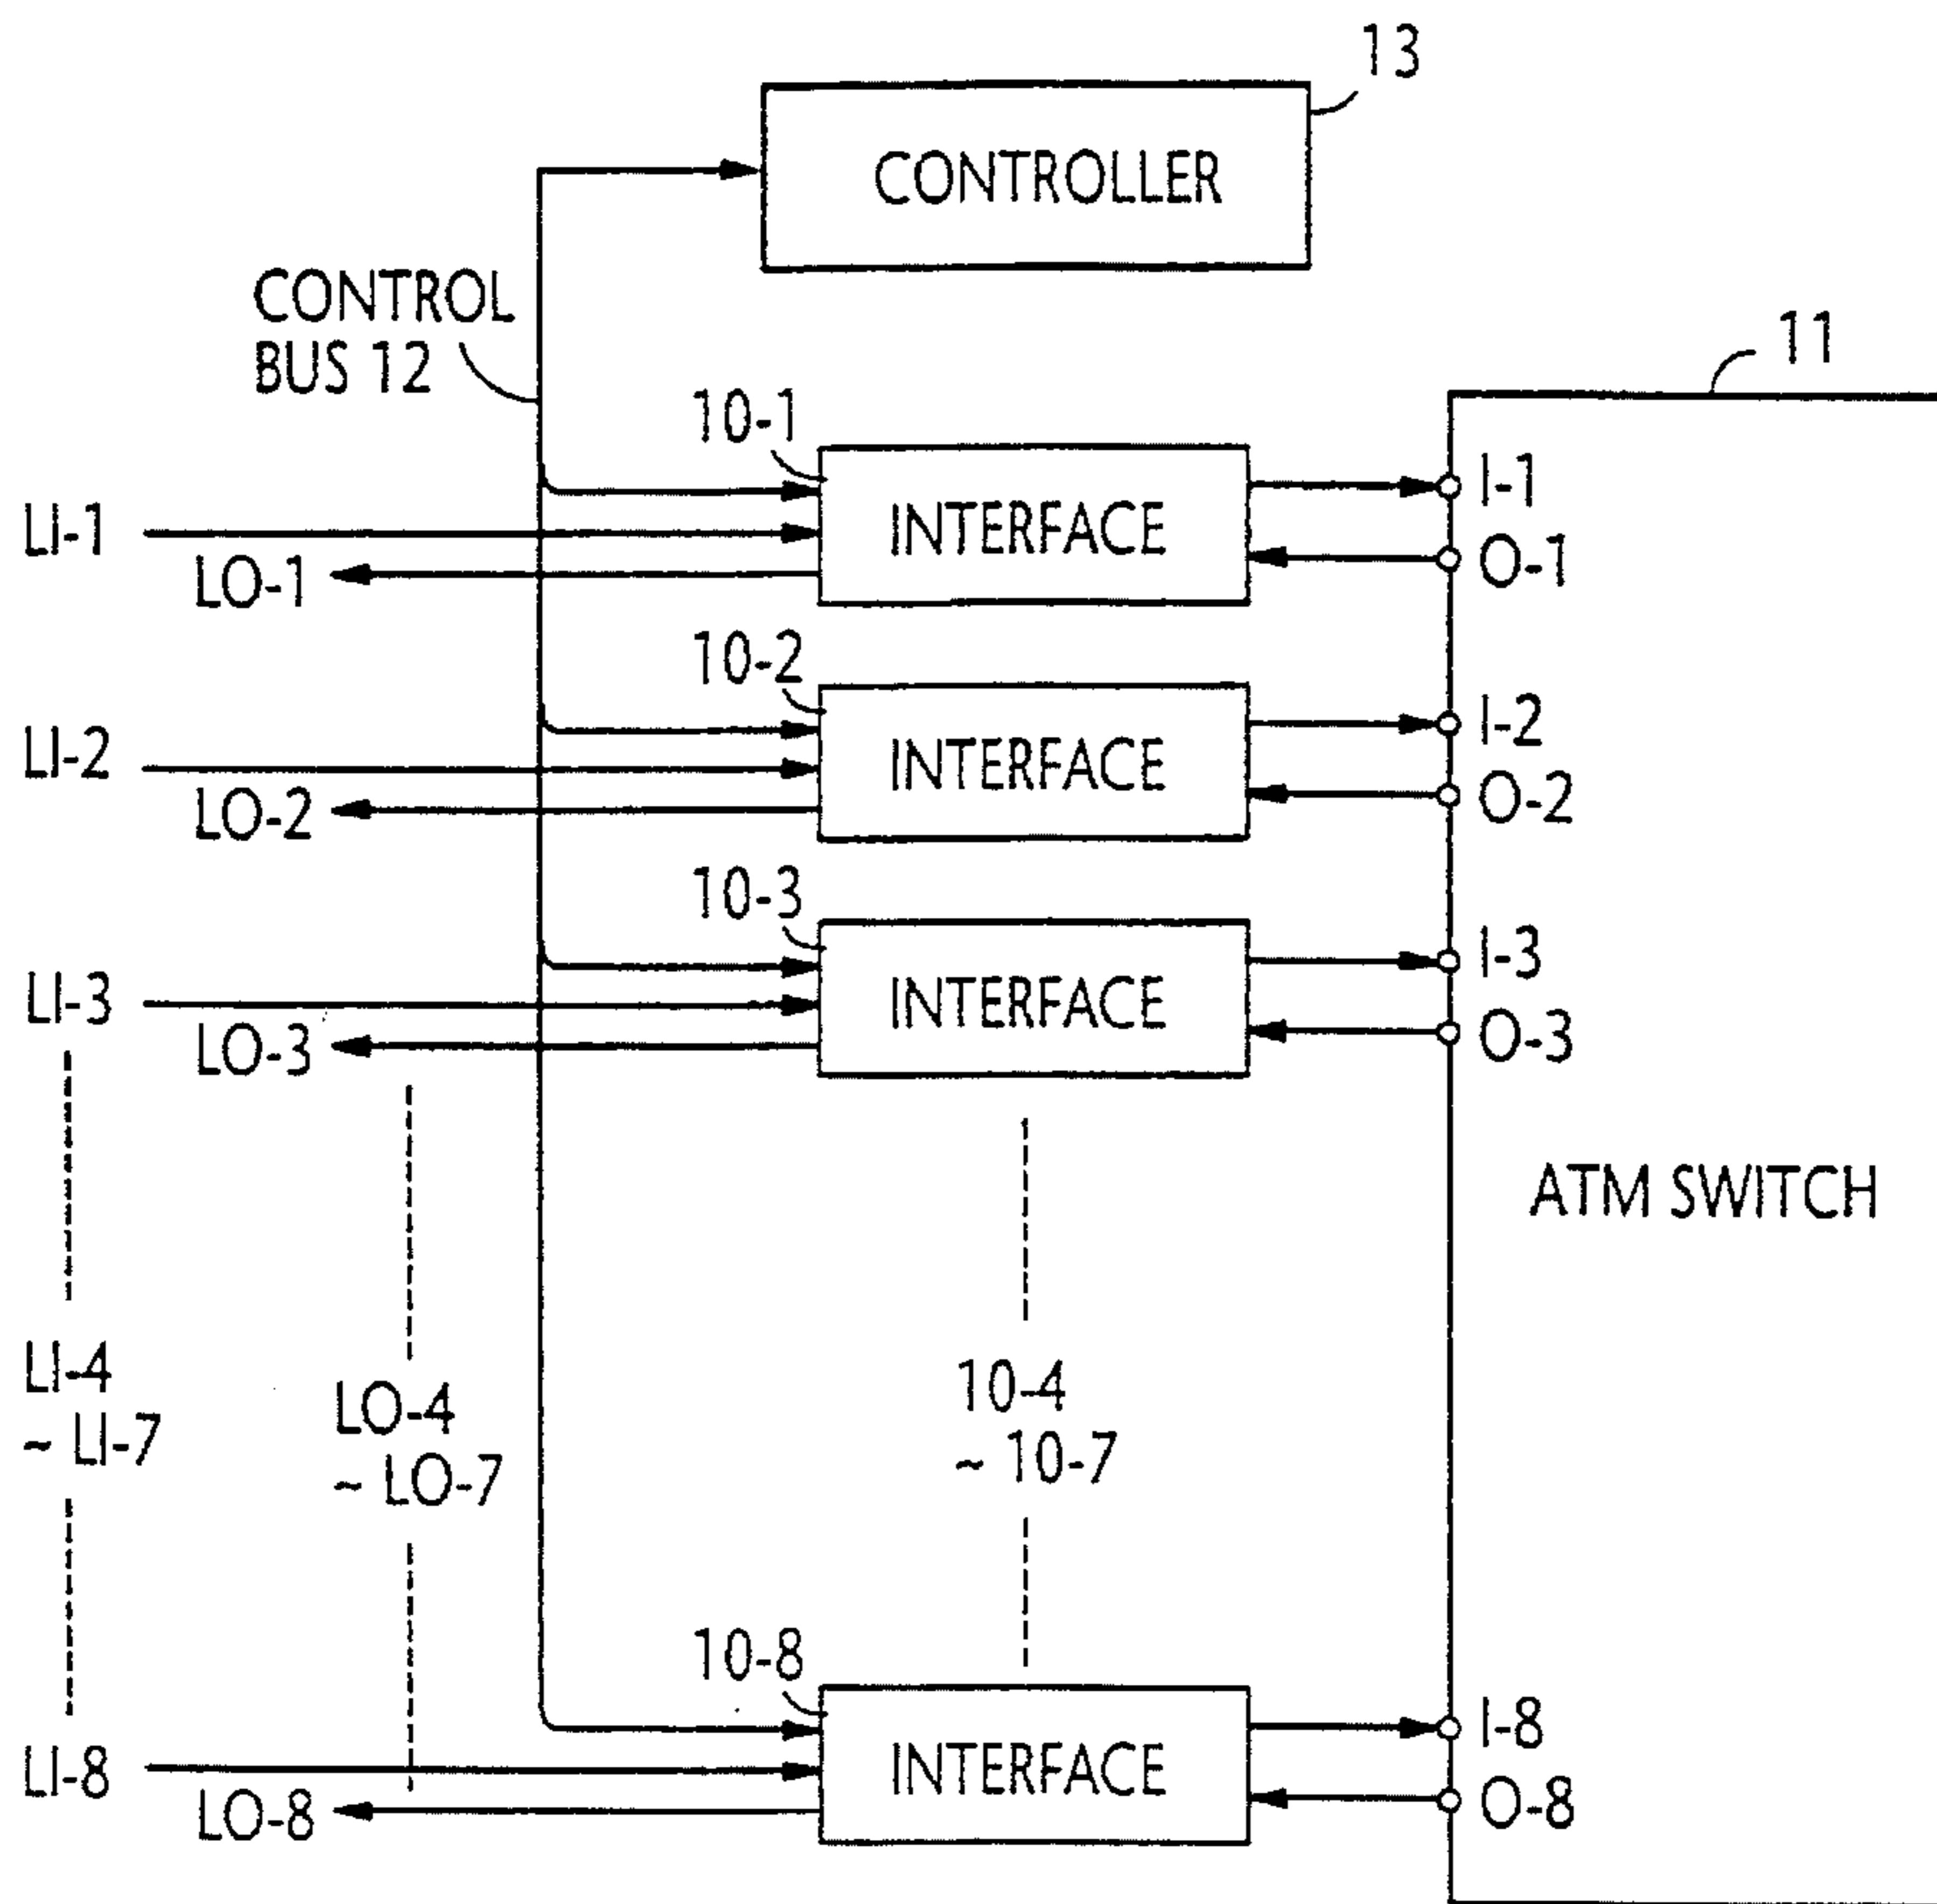 13
CONTROLLER
CONTROL
BUS 12
11
10-1
I-1
LI-1
INTERFACE
LO-1
O-1
10-2
I-2
LI-2
INTERFACE
LO-2
O-2
10-3
I-3
LI-3
INTERFACE
LO-3
O-3
ATM SWITCH
LI-4
~ LI-7
LO-4
~ LO-7
10-4
~ 10-7
10-8
I-8
LI-8
INTERFACE
LO-8
O-8